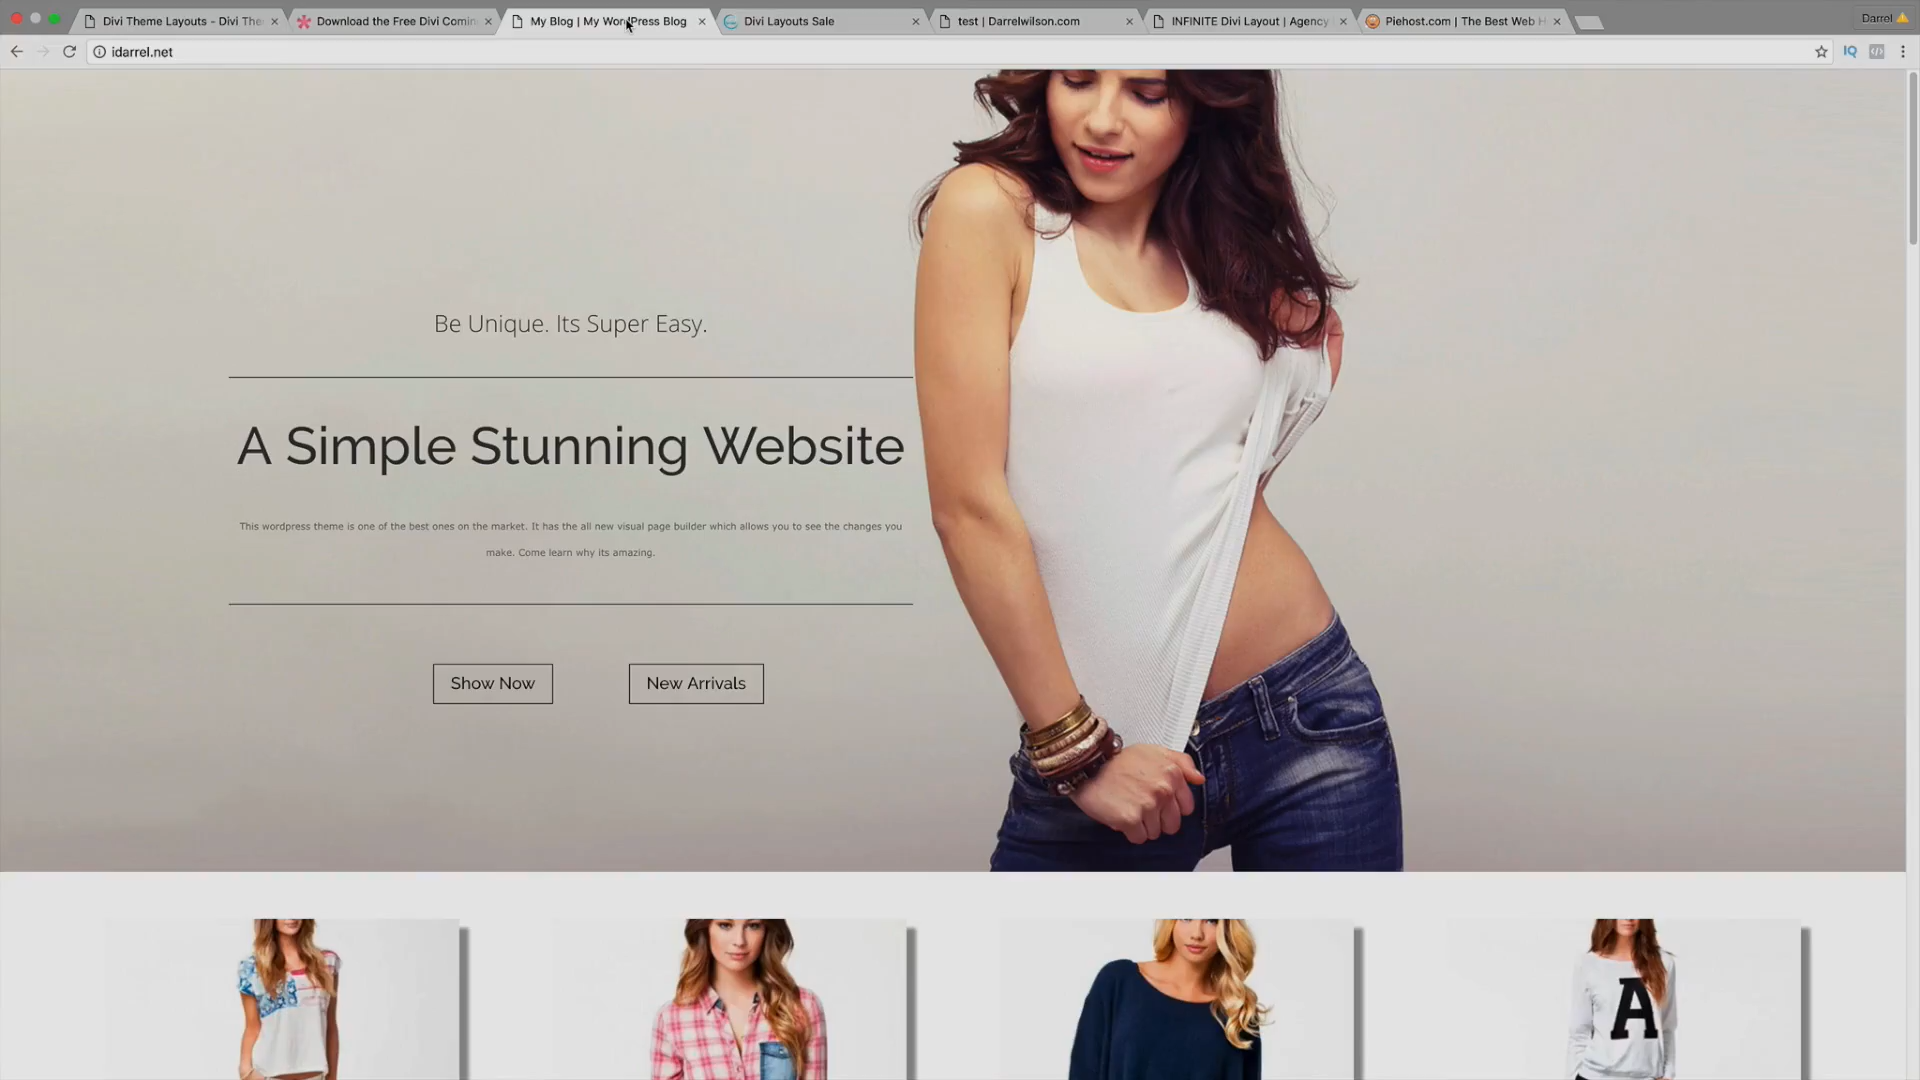 Divi Theme Layouts - Divi The
Download the Free Divi Comin
My Blog | My WordPress Blog
Divi Layouts Sale
test | Darrelwilson.com
INFINITE Divi Layout | Agency
Piehost.com | The Best Web H
Darrel
idarrel.net
IQ
Be Unique. Its Super Easy.
A Simple Stunning Website
This wordpress theme is one of the best ones on the market. It has the all new visual page builder which allows you to see the changes you
make. Come learn why its amazing.
Show Now
New Arrivals
A